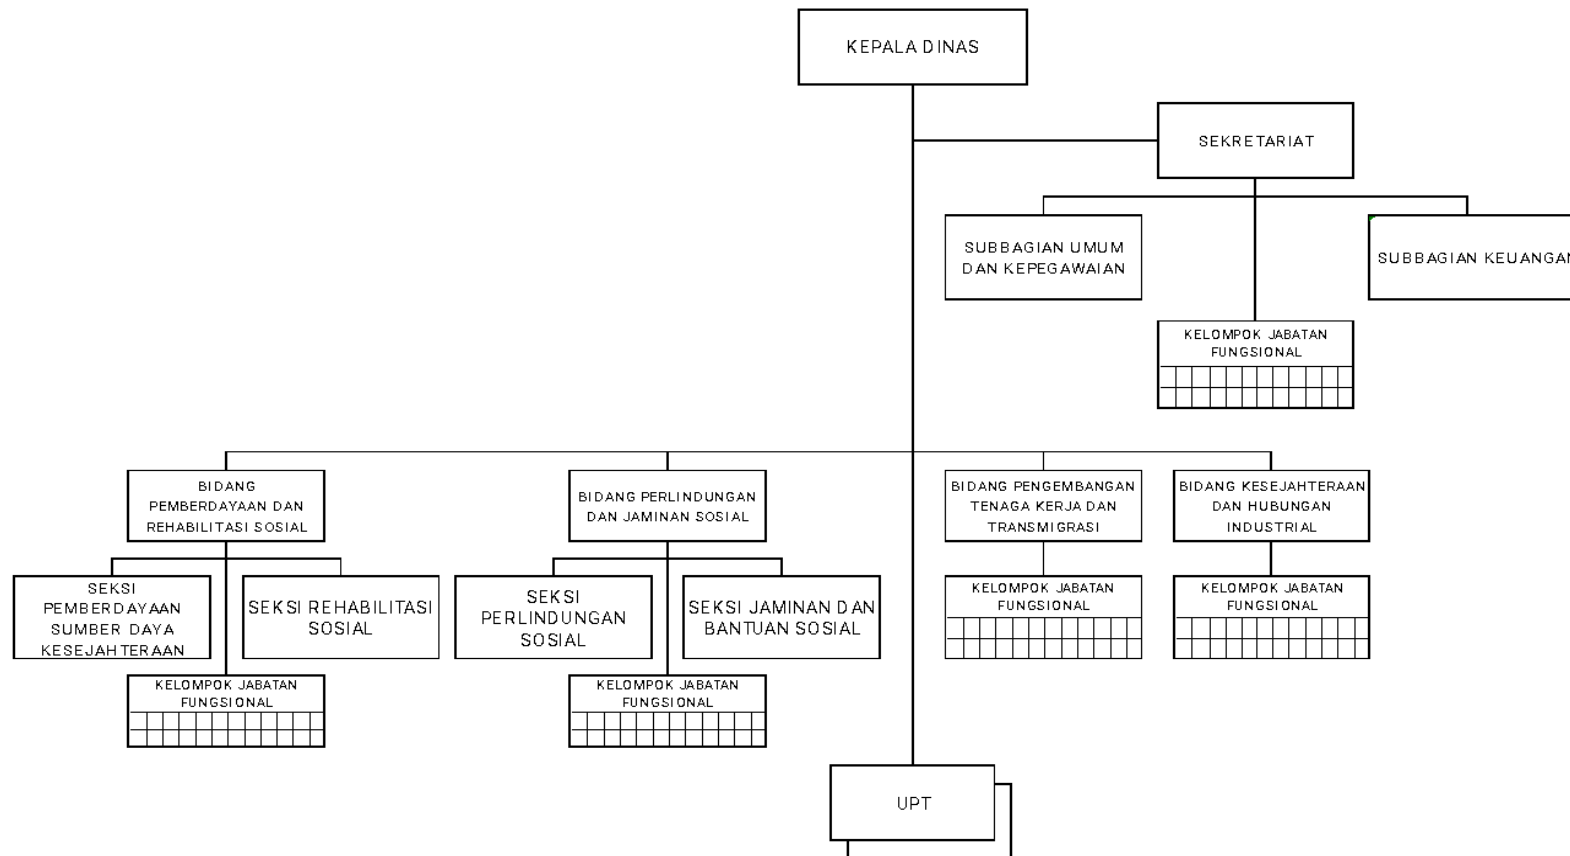 KEPALA DINAS
SEKRETARIAT
SUBBAGIAN UMUM
DAN KEPEGAWAIAN
SUBBAGIAN KEUANGAN
KELOMPOK JABATAN
FUNGSIONAL
BIDANG
PEMBERDAYAAN DAN
REHABILITASI SOSIAL
BIDANG PERLINDUNGAN
DAN JAMINAN SOSIAL
BIDANG PENGEMBANGAN
TENAGA KERJA DAN
TRANSMIGRASI
BIDANG KESEJAHTERAAN
DAN HUBUNGAN
INDUSTRIAL
SEKSI
PEMBERDAYAAN
SUMBER DAYA
KESEJAHTERAAN
SEKSI REHABILITASI
SOSIAL
SEKSI
PERLINDUNGAN
SOSIAL
SEKSI JAMINAN DAN
BANTUAN SOSIAL
KELOMPOK JABATAN
FUNGSIONAL
KELOMPOK JABATAN
FUNGSIONAL
KELOMPOK JABATAN
FUNGSIONAL
KELOMPOK JABATAN
FUNGSIONAL
UPT